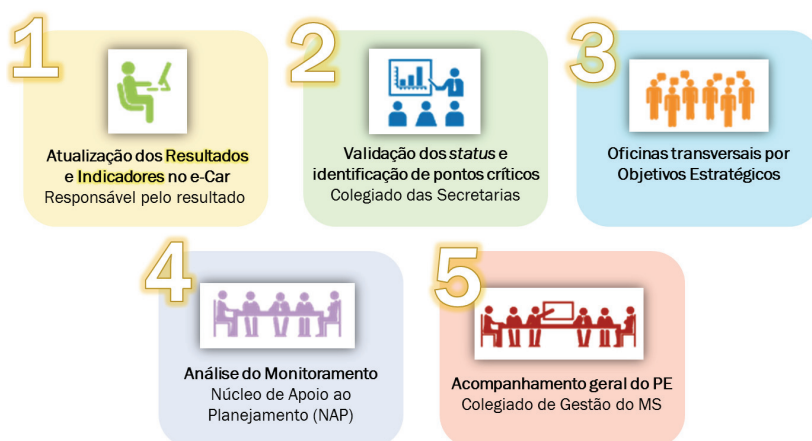 1
Atualização dos Resultados
e Indicadores no e-Car
Responsável pelo resultado
2
Validação dos status e
identificação de pontos críticos
Colegiado das Secretarias
3
Oficinas transversais por
Objetivos Estratégicos
4
Análise do Monitoramento
Núcleo de Apoio ao
Planejamento (NAP)
5
Acompanhamento geral do PE
Colegiado de Gestão do MS